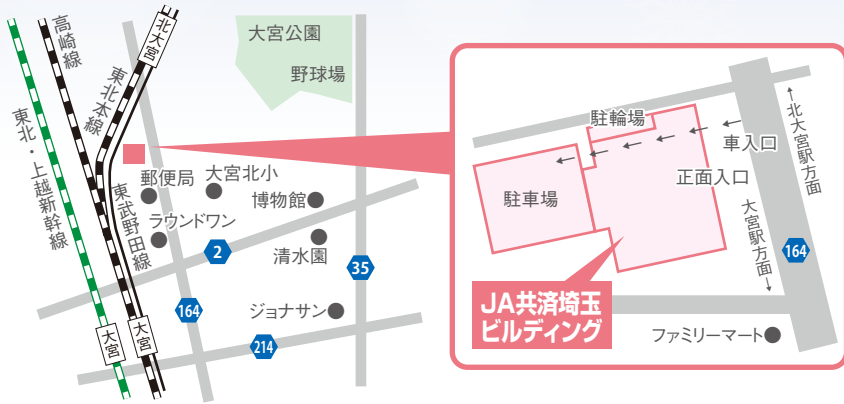 高崎線
北大宮
東北本線
東北・上越新幹線
大宮公園
野球場
郵便局
大宮北小
博物館
東武野田線
ラウンドワン
2
清水園
35
164
ジョナサン
214
大宮
大宮
駐輪場
車入口
←北大宮駅方面
正面入口
駐車場
大宮駅方面→
164
JA共済埼玉
ビルディング
ファミリーマート